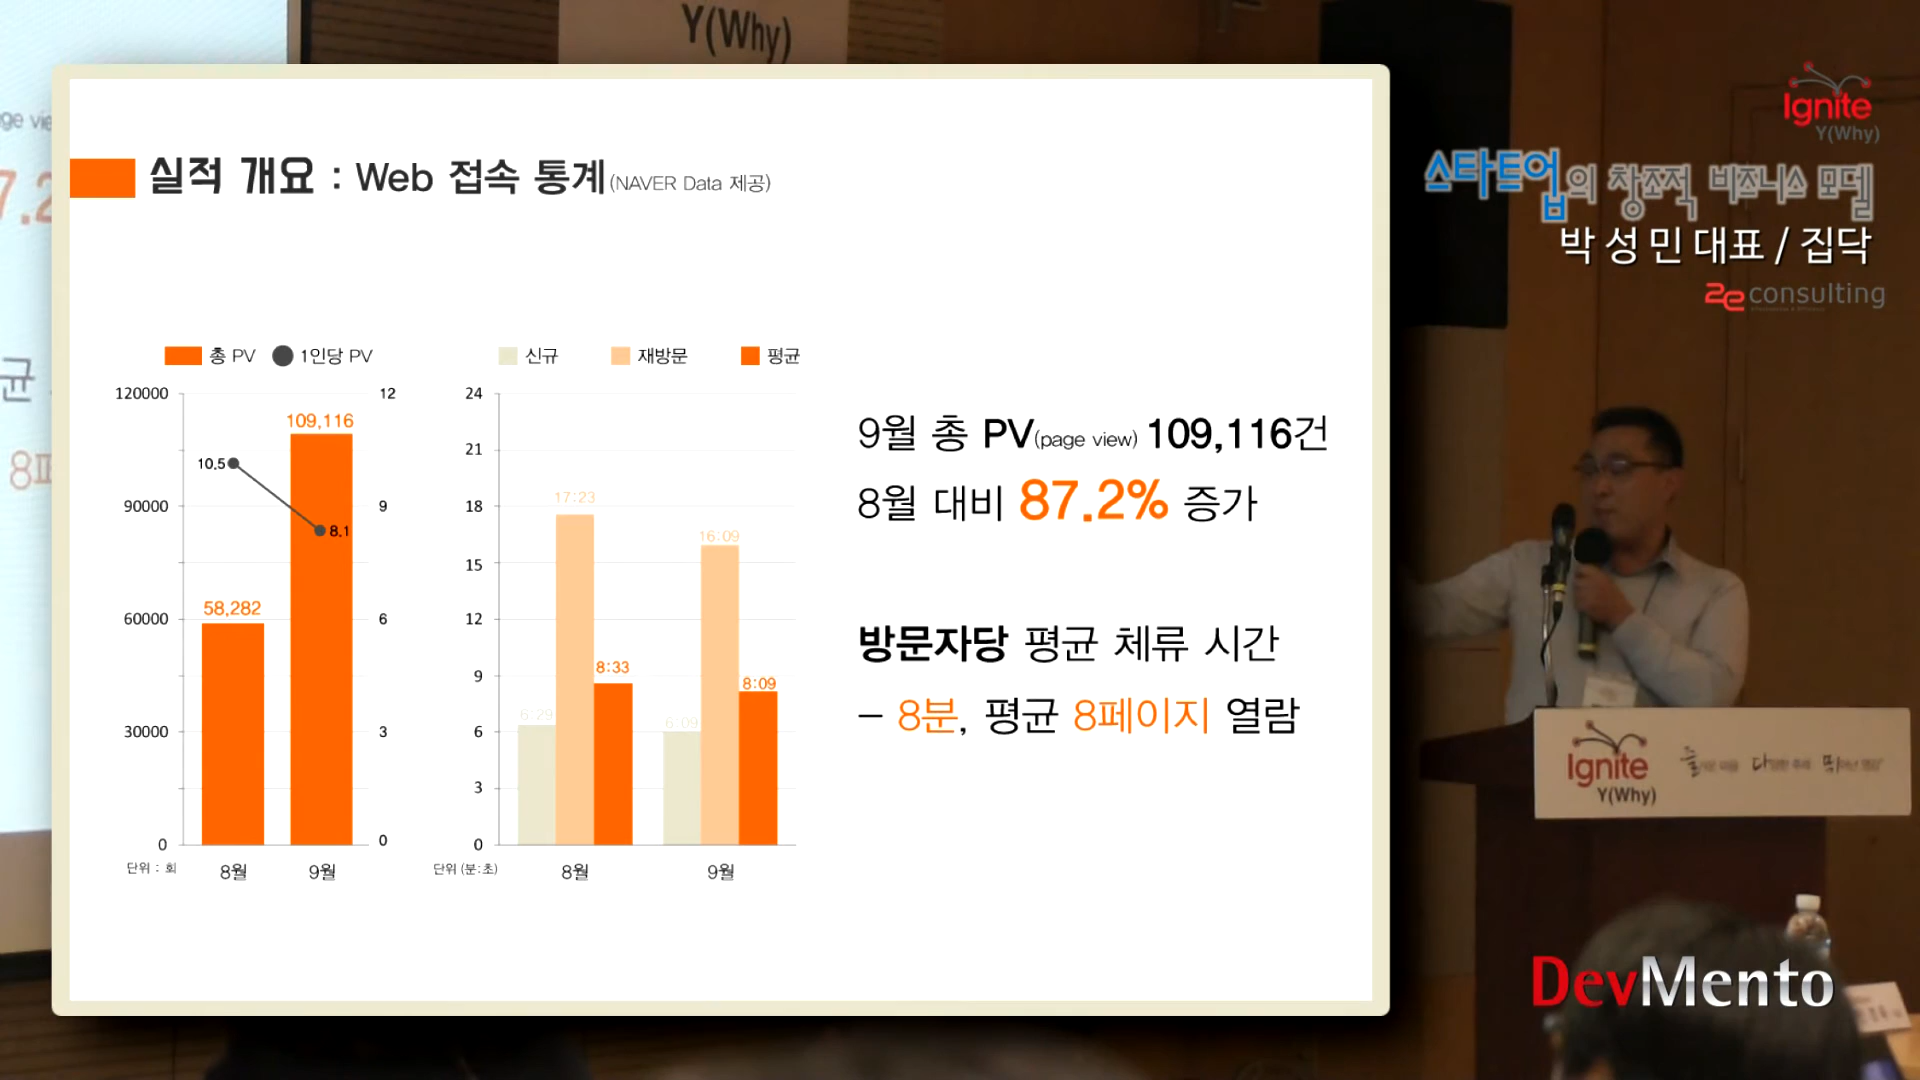 Y(Why)
ge vie
7.2
균
8페
실적 개요 : Web 접속 통계(NAVER Data 제공)
총 PV 1인당 PV
120000
90000
60000
30000
0
12
9
6
3
0
109,116
10.5
8.1
58,282
단위 : 회
8월 9월
신규 재방문 평균
24
21
18
15
12
9
6
3
0
17:23
16:09
8:33
8:09
6:29
6:09
단위 (분:초)
8월 9월
9월 총 PV(page view) 109,116건
8월 대비 87.2% 증가
방문자당 평균 체류 시간
– 8분, 평균 8페이지 열람
Ignite
Y(Why)
스타트업의 창조적 비즈니스 모델
박성민대표 / 집닥
2e consulting
Ignite
Y(Why)
DevMento